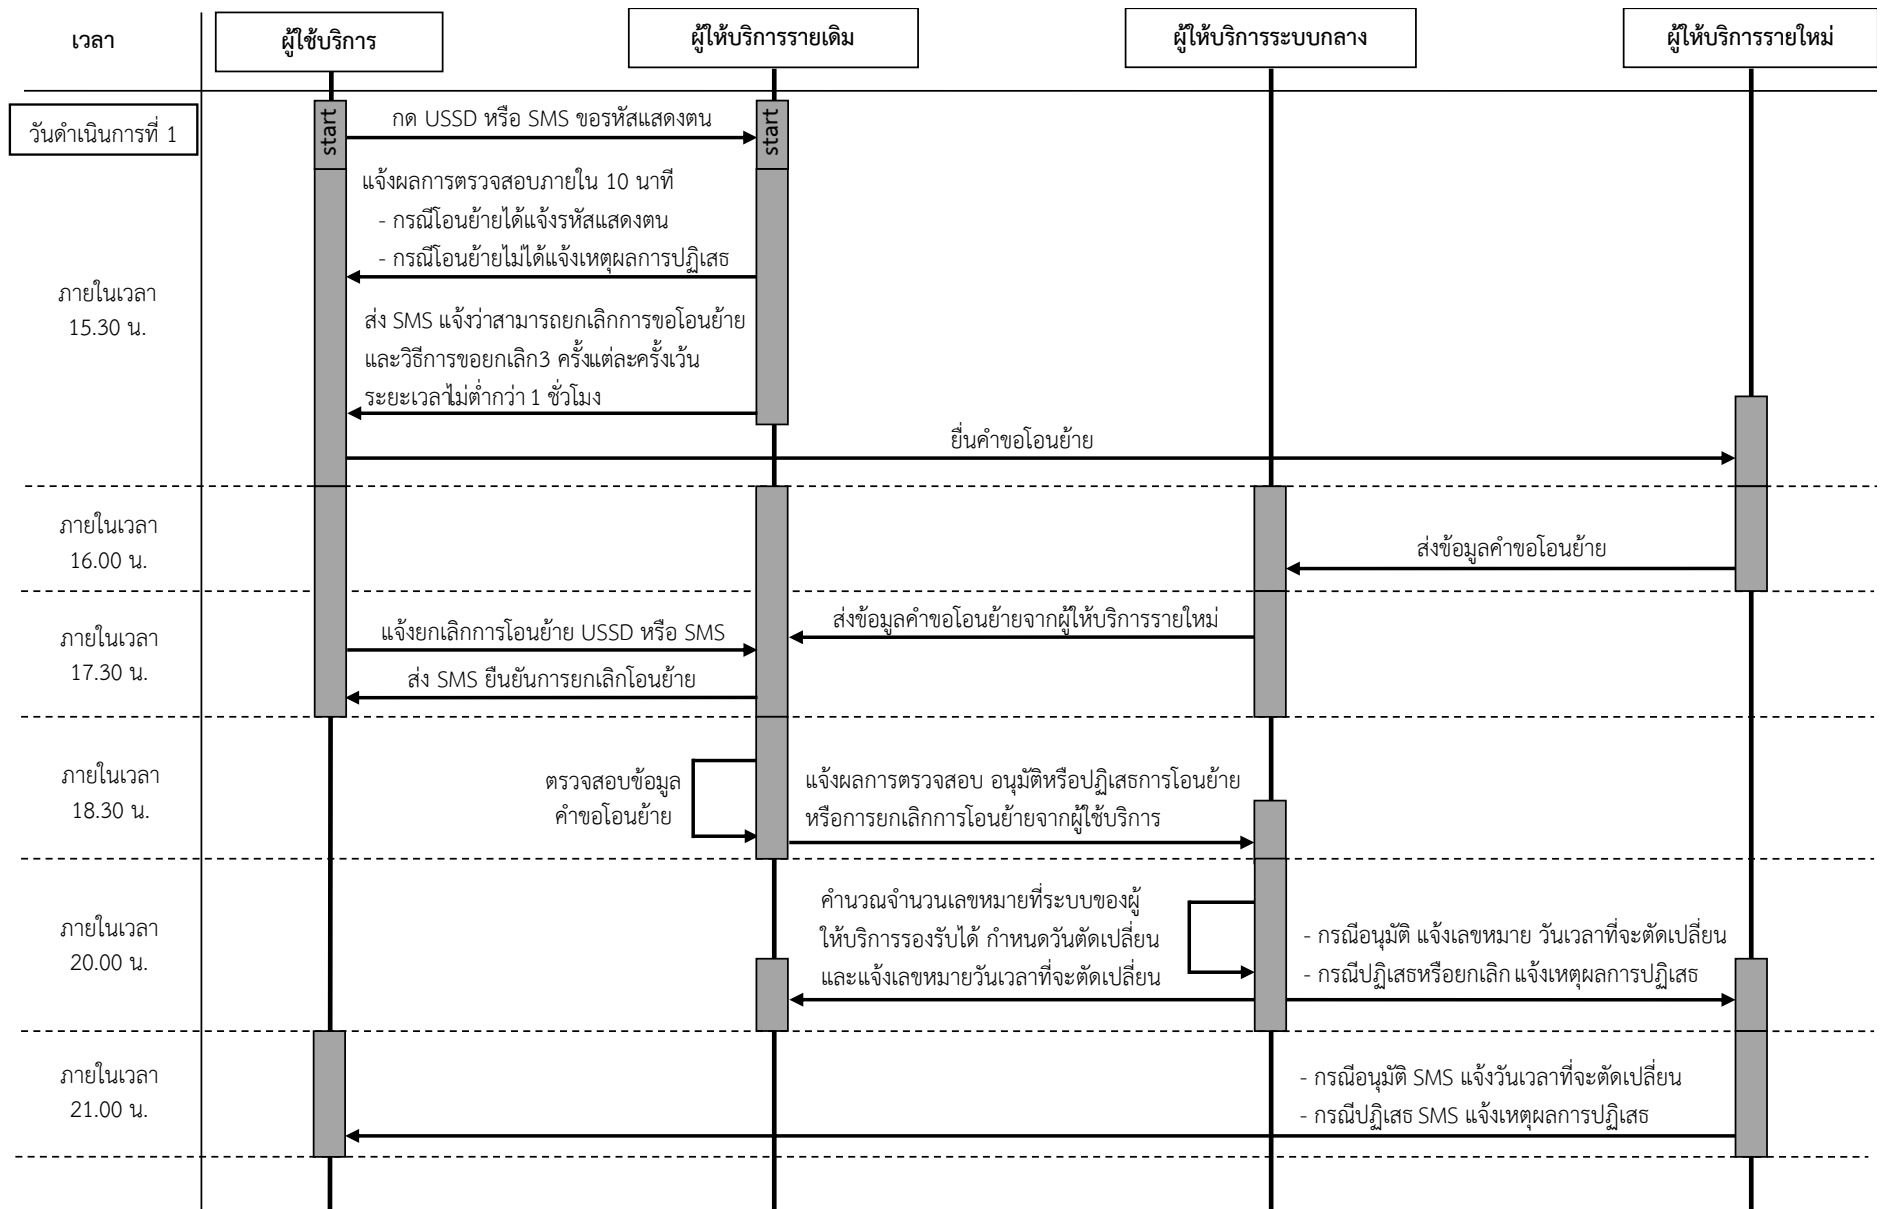 เวลา
ผู้ใช้บริการ
ผู้ให้บริการรายเดิม
ผู้ให้บริการระบบกลาง
ผู้ให้บริการรายใหม่
วันดำเนินการที่ 1
start
กด USSD หรือ SMS ขอรหัสแสดงตน
start
แจ้งผลการตรวจสอบภายใน 10 นาที
- กรณีโอนย้ายได้แจ้งรหัสแสดงตน
- กรณีโอนย้ายไม่ได้แจ้งเหตุผลการปฏิเสธ
ภายในเวลา
15.30 น.
ส่ง SMS แจ้งว่าสามารถยกเลิกการขอโอนย้าย
และวิธีการขอยกเลิก3 ครั้งแต่ละครั้งเว้น
ระยะเวลาไม่ต่ำกว่า 1 ชั่วโมง
ยื่นคำขอโอนย้าย
ภายในเวลา
16.00 น.
ส่งข้อมูลคำขอโอนย้าย
ภายในเวลา
17.30 น.
แจ้งยกเลิกการโอนย้าย USSD หรือ SMS
ส่งข้อมูลคำขอโอนย้ายจากผู้ให้บริการรายใหม่
ส่ง SMS ยืนยันการยกเลิกโอนย้าย
ภายในเวลา
18.30 น.
ตรวจสอบข้อมูล
คำขอโอนย้าย
แจ้งผลการตรวจสอบ อนุมัติหรือปฏิเสธการโอนย้าย
หรือการยกเลิกการโอนย้ายจากผู้ใช้บริการ
ภายในเวลา
20.00 น.
คำนวณจำนวนเลขหมายที่ระบบของผู้
ให้บริการรองรับได้ กำหนดวันตัดเปลี่ยน
และแจ้งเลขหมายวันเวลาที่จะตัดเปลี่ยน
- กรณีอนุมัติ แจ้งเลขหมาย วันเวลาที่จะตัดเปลี่ยน
- กรณีปฏิเสธหรือยกเลิก แจ้งเหตุผลการปฏิเสธ
ภายในเวลา
21.00 น.
- กรณีอนุมัติ SMS แจ้งวันเวลาที่จะตัดเปลี่ยน
- กรณีปฏิเสธ SMS แจ้งเหตุผลการปฏิเสธ